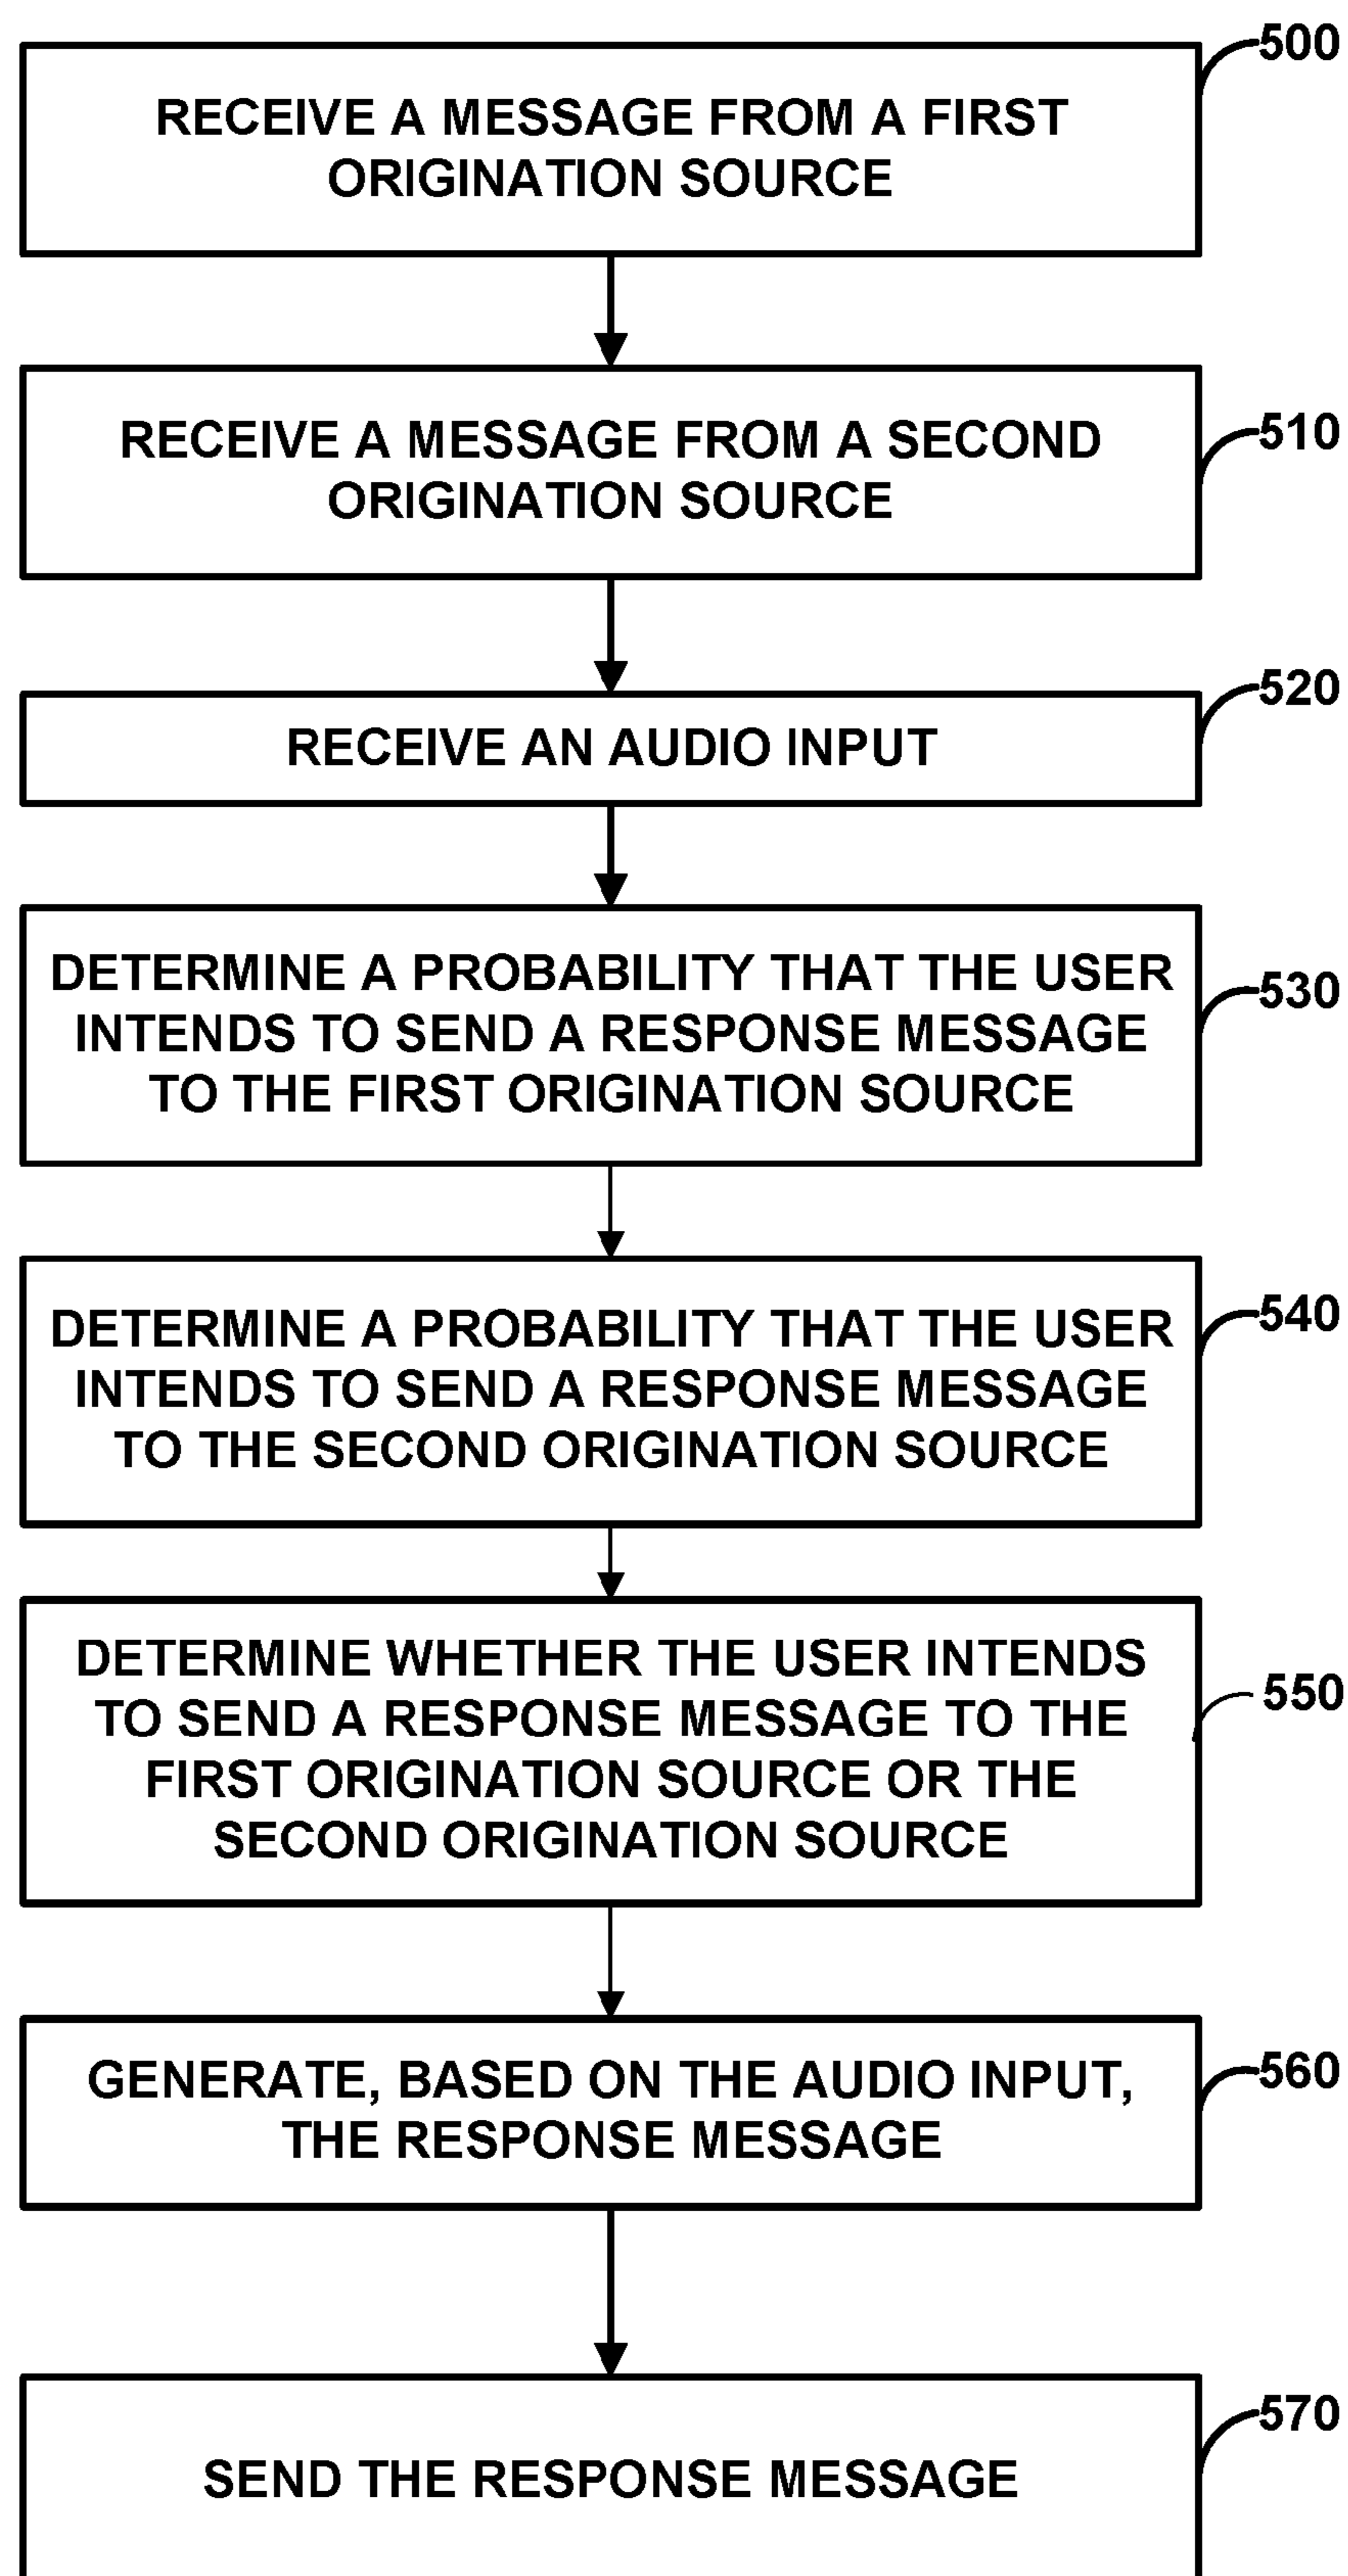 500
RECEIVE A MESSAGE FROM A FIRST
ORIGINATION SOURCE
510
RECEIVE A MESSAGE FROM A SECOND
ORIGINATION SOURCE
520
RECEIVE AN AUDIO INPUT
530
DETERMINE A PROBABILITY THAT THE USER
INTENDS TO SEND A RESPONSE MESSAGE
TO THE FIRST ORIGINATION SOURCE
540
DETERMINE A PROBABILITY THAT THE USER
INTENDS TO SEND A RESPONSE MESSAGE
TO THE SECOND ORIGINATION SOURCE
550
DETERMINE WHETHER THE USER INTENDS
TO SEND A RESPONSE MESSAGE TO THE
FIRST ORIGINATION SOURCE OR THE
SECOND ORIGINATION SOURCE
560
GENERATE, BASED ON THE AUDIO INPUT,
THE RESPONSE MESSAGE
570
SEND THE RESPONSE MESSAGE